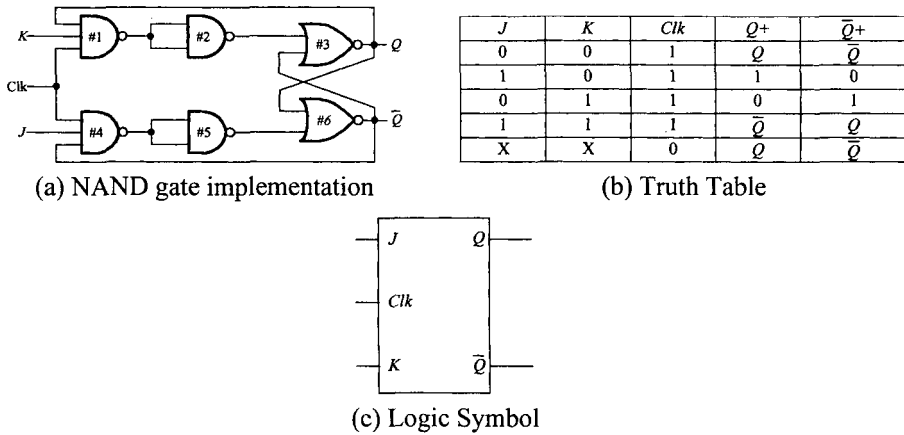 K
#1
#2
#3
Q
Clk
#4
#5
#6
Q̅
J
(a) NAND gate implementation
J K Clk Q+ Q̅+
0 0 1 Q Q̅
1 0 1 1 0
0 1 1 0 1
1 1 1 Q̅ Q
X X 0 Q Q̅
(b) Truth Table
J Q
Clk
K Q̅
(c) Logic Symbol